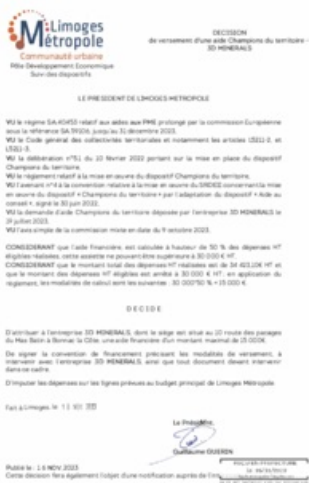 Limoges
Métropole
Communauté urbaine
Pôle Développement Economique
Suivi des dispositifs
DECISION
de versement d'une aide Champions du territoire -
3D MINERALS
LE PRESIDENT DE LIMOGES METROPOLE
VU le régime SA.40453 relatif aux aides aux PME prolongé par la commission Européenne
sous la référence SA.59106, jusqu'au 31 décembre 2023,
VU le Code général des collectivités territoriales et notamment les articles L5211-2, et
L5211-3,
VU la délibération n°5.1 du 10 février 2022 portant sur la mise en place du dispositif
Champions du territoire,
VU le règlement relatif à la mise en œuvre du dispositif Champions du territoire,
VU l'avenant n°4 à la convention relative à la mise en œuvre du SRDEII concernant la mise
en œuvre du dispositif « Champions du territoire » par l'adaptation du dispositif « Aide au
conseil », signé le 30 juin 2022,
VU la demande d'aide Champions du territoire déposée par l'entreprise 3D MINERALS le
juillet 2023,
VU l'avis simple de la commission mixte en date du 9 octobre 2023,
CONSIDERANT que l'aide financière, est calculée à hauteur de 50 % des dépenses HT
éligibles réalisées, cette assiette ne pouvant être supérieure à 30 000 € HT.
CONSIDERANT que le montant total des dépenses HT réalisées est de HT et
que le montant des dépenses HT éligibles est arrêté à 30 000 € HT ; en application du
règlement, les modalités de calcul sont les suivantes : 30 000*50 % = 15 000 €.
DECIDE
D'attribuer à l'entreprise 3D MINERALS, dont le siège est situé au 10 route des
du Mas Batin à Bonnac la Côte, une aide financière d'un montant maximal de 15 000€.
De signer la convention de financement précisant les modalités de versement, à
intervenir avec l'entreprise 3D MINERALS, ainsi que tout document devant intervenir
dans ce cadre.
D'imputer les dépenses sur les lignes prévues au budget principal de Limoges Métropole.
Fait à Limoges, le
Le Président,
Guillaume GUERIN
Publié le : 16 NOV. 2023
Cette décision fera également l'objet d'une notification auprès de